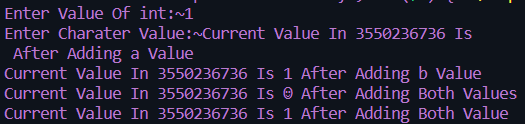 Enter Value Of int:~1
Enter Charater Value:~Current Value In 3550236736 Is
 After Adding a Value
Current Value In 3550236736 Is 1 After Adding b Value
Current Value In 3550236736 Is ☺ After Adding Both Values
Current Value In 3550236736 Is 1 After Adding Both Value